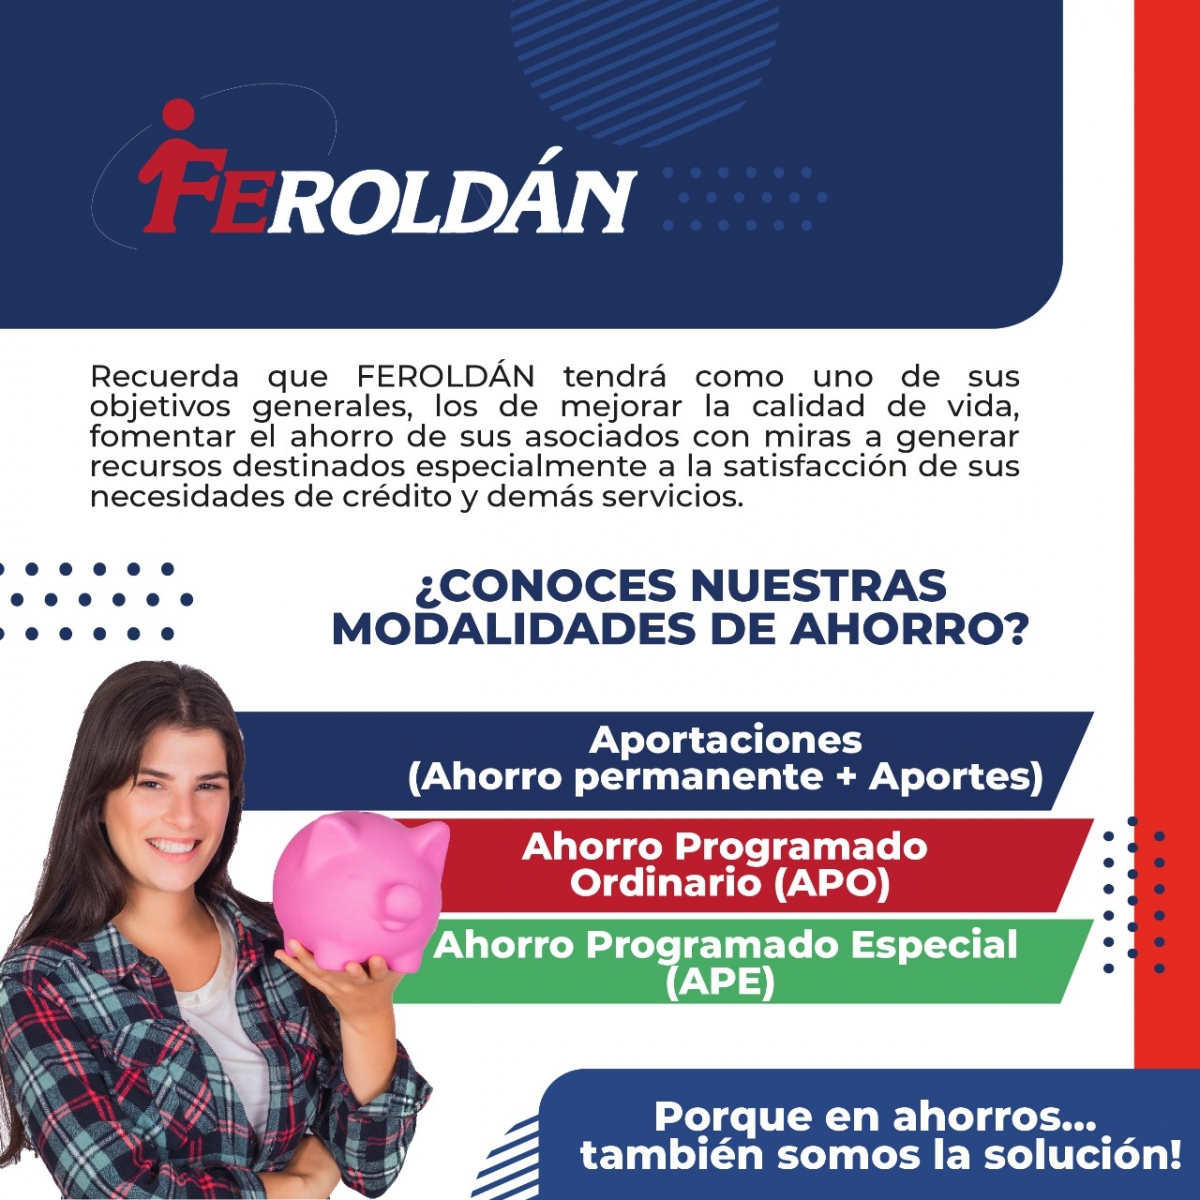 FEROLDÁN
Recuerda que FEROLDÁN tendrá como uno de sus
objetivos generales, los de mejorar la calidad de vida,
fomentar el ahorro de sus asociados con miras a generar
recursos destinados especialmente a la satisfacción de sus
necesidades de crédito y demás servicios.
¿CONOCES NUESTRAS
MODALIDADES DE AHORRO?
Aportaciones
(Ahorro permanente + Aportes)
Ahorro Programado
Ordinario (APO)
Ahorro Programado Especial
(APE)
Porque en ahorros...
también somos la solución!